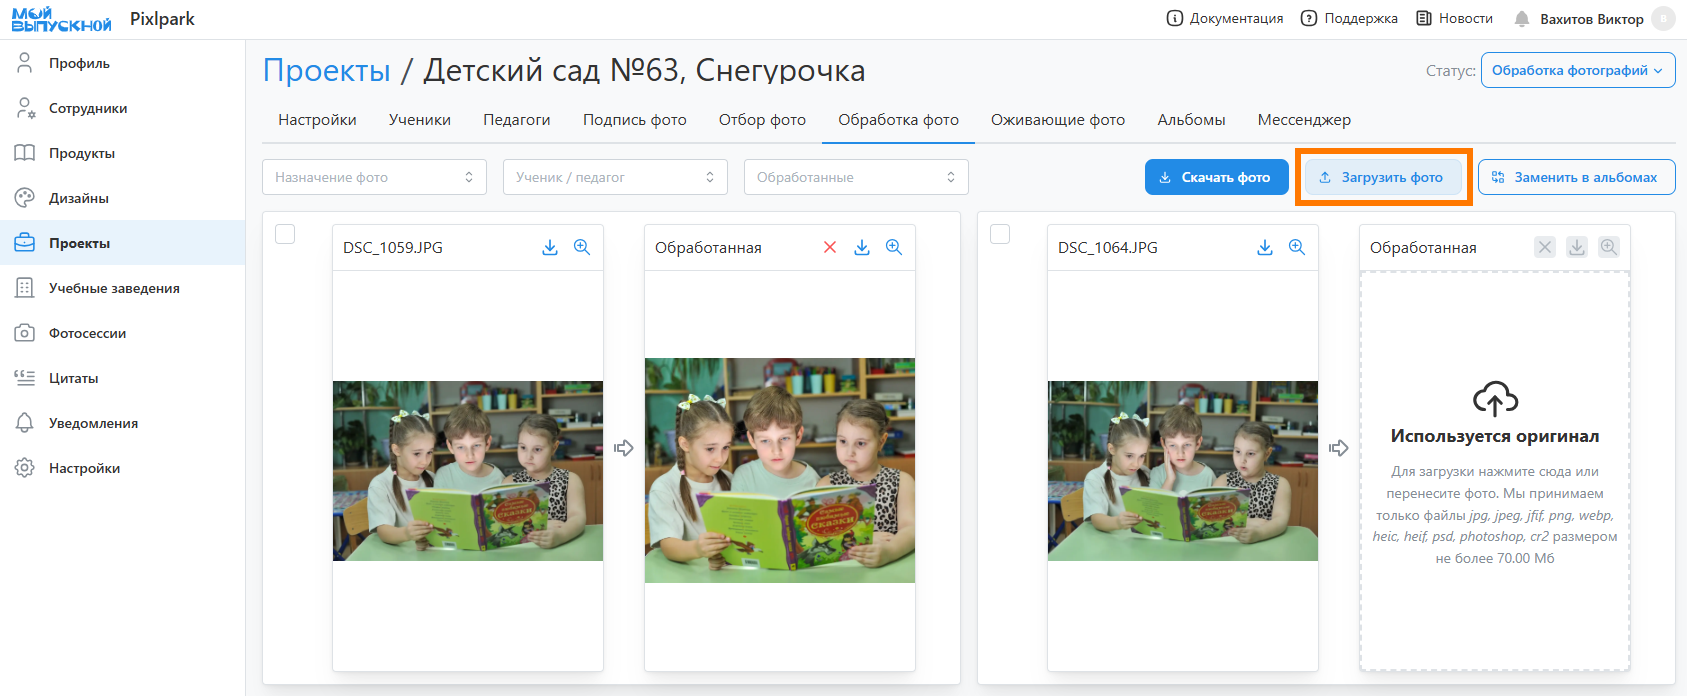 МОЙ
ВЫПУСКНОЙ
Pixlpark
Документация
Поддержка
Новости
Вахитов Виктор
В
Профиль
Сотрудники
Продукты
Дизайны
Проекты
Учебные заведения
Фотосессии
Цитаты
Уведомления
Настройки
Проекты / Детский сад №63, Снегурочка
Статус: Обработка фотографий
Настройки Ученики Педагоги Подпись фото Отбор фото Обработка фото Оживающие фото Альбомы Мессенджер
Назначение фото
Ученик / педагог
Обработанные
Скачать фото
Загрузить фото
Заменить в альбомах
DSC_1059.JPG
Обработанная
сказки
сказки
DSC_1064.JPG
Обработанная
сказки
Используется оригинал
Для загрузки нажмите сюда или
перенесите фото. Мы принимаем
только файлы jpg, jpeg, jfif, png, webp,
heic, heif, psd, photoshop, cr2 размером
не более 70.00 Мб